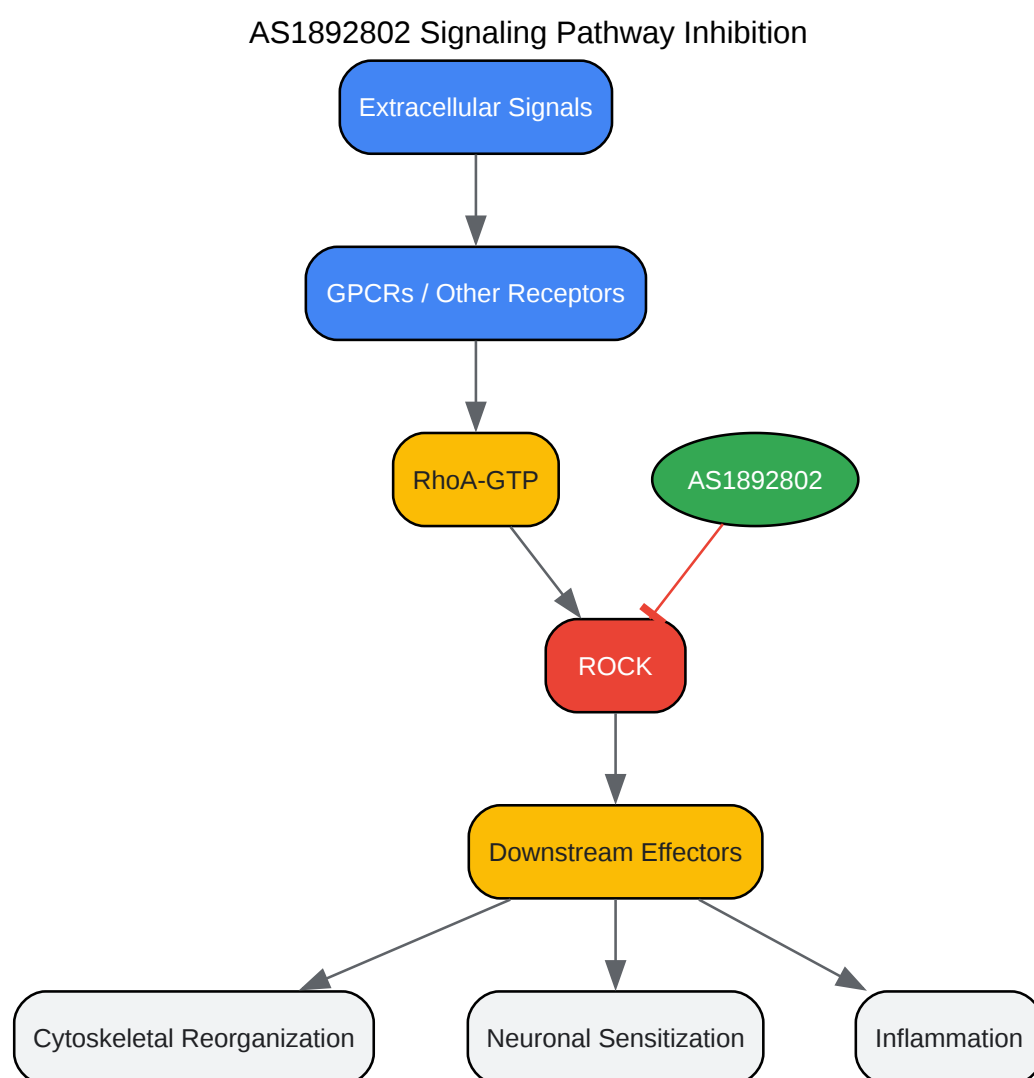 AS1892802 Signaling Pathway Inhibition
Extracellular Signals
GPCRs / Other Receptors
RhoA-GTP
AS1892802
ROCK
Downstream Effectors
Cytoskeletal Reorganization
Neuronal Sensitization
Inflammation